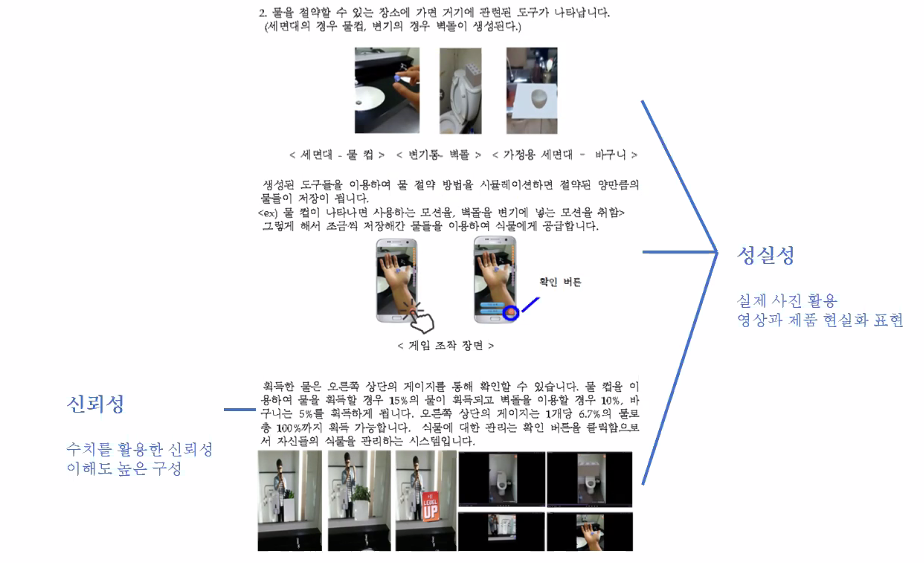 2. 물을 절약할 수 있는 장소에 가면 거기에 관련된 도구가 나타납니다.
(세면대의 경우 물컵, 변기의 경우 벽돌이 생성된다.)
< 세면대 - 물 컵 > < 변기통- 벽돌 > < 가정용 세면대 - 바구니 >
생성된 도구들을 이용하여 물 절약 방법을 시뮬레이션하면 절약된 양만큼의
물들이 저장이 됩니다.
<ex) 물 컵이 나타나면 사용하는 모션을, 벽돌을 변기에 넣는 모션을 취함>
그렇게 해서 조금씩 저장해간 물들을 이용하여 식물에게 공급합니다.
확인 버튼
< 게임 조작 장면 >
성실성
실제 사진 활용
영상과 제품 현실화 표현
획득한 물은 오른쪽 상단의 게이지를 통해 확인할 수 있습니다. 물 컵을 이
용하여 물을 획득할 경우 15%의 물이 획득되고 벽돌을 이용할 경우 10%, 바
구니는 5%를 획득하게 됩니다. 오른쪽 상단의 게이지는 1개당 6.7%의 물로
총 100%까지 획득 가능합니다. 식물에 대한 관리는 확인 버튼을 클릭함으로
서 자신들의 식물을 관리하는 시스템입니다.
신뢰성
수치를 활용한 신뢰성
이해도 높은 구성
LEVEL
UP